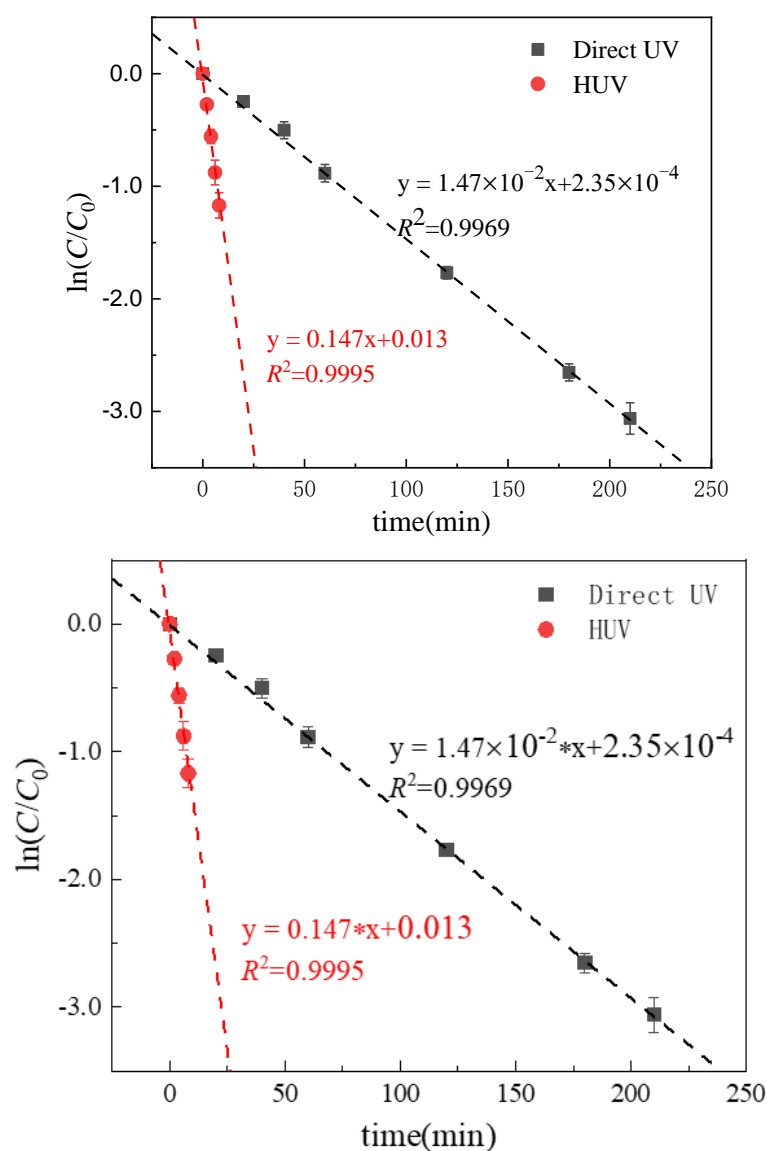 Direct UV
HUV
0.0
-1.0
-2.0
-3.0
ln(C/C₀)
y = 1.47×10⁻²x+2.35×10⁻⁴
R²=0.9969
y = 0.147x+0.013
R²=0.9995
0 50 100 150 200 250
time(min)
Direct UV
HUV
0.0
-1.0
-2.0
-3.0
ln(C/C₀)
y = 1.47×10⁻²*x+2.35×10⁻⁴
R²=0.9969
y = 0.147*x+0.013
R²=0.9995
0 50 100 150 200 250
time(min)